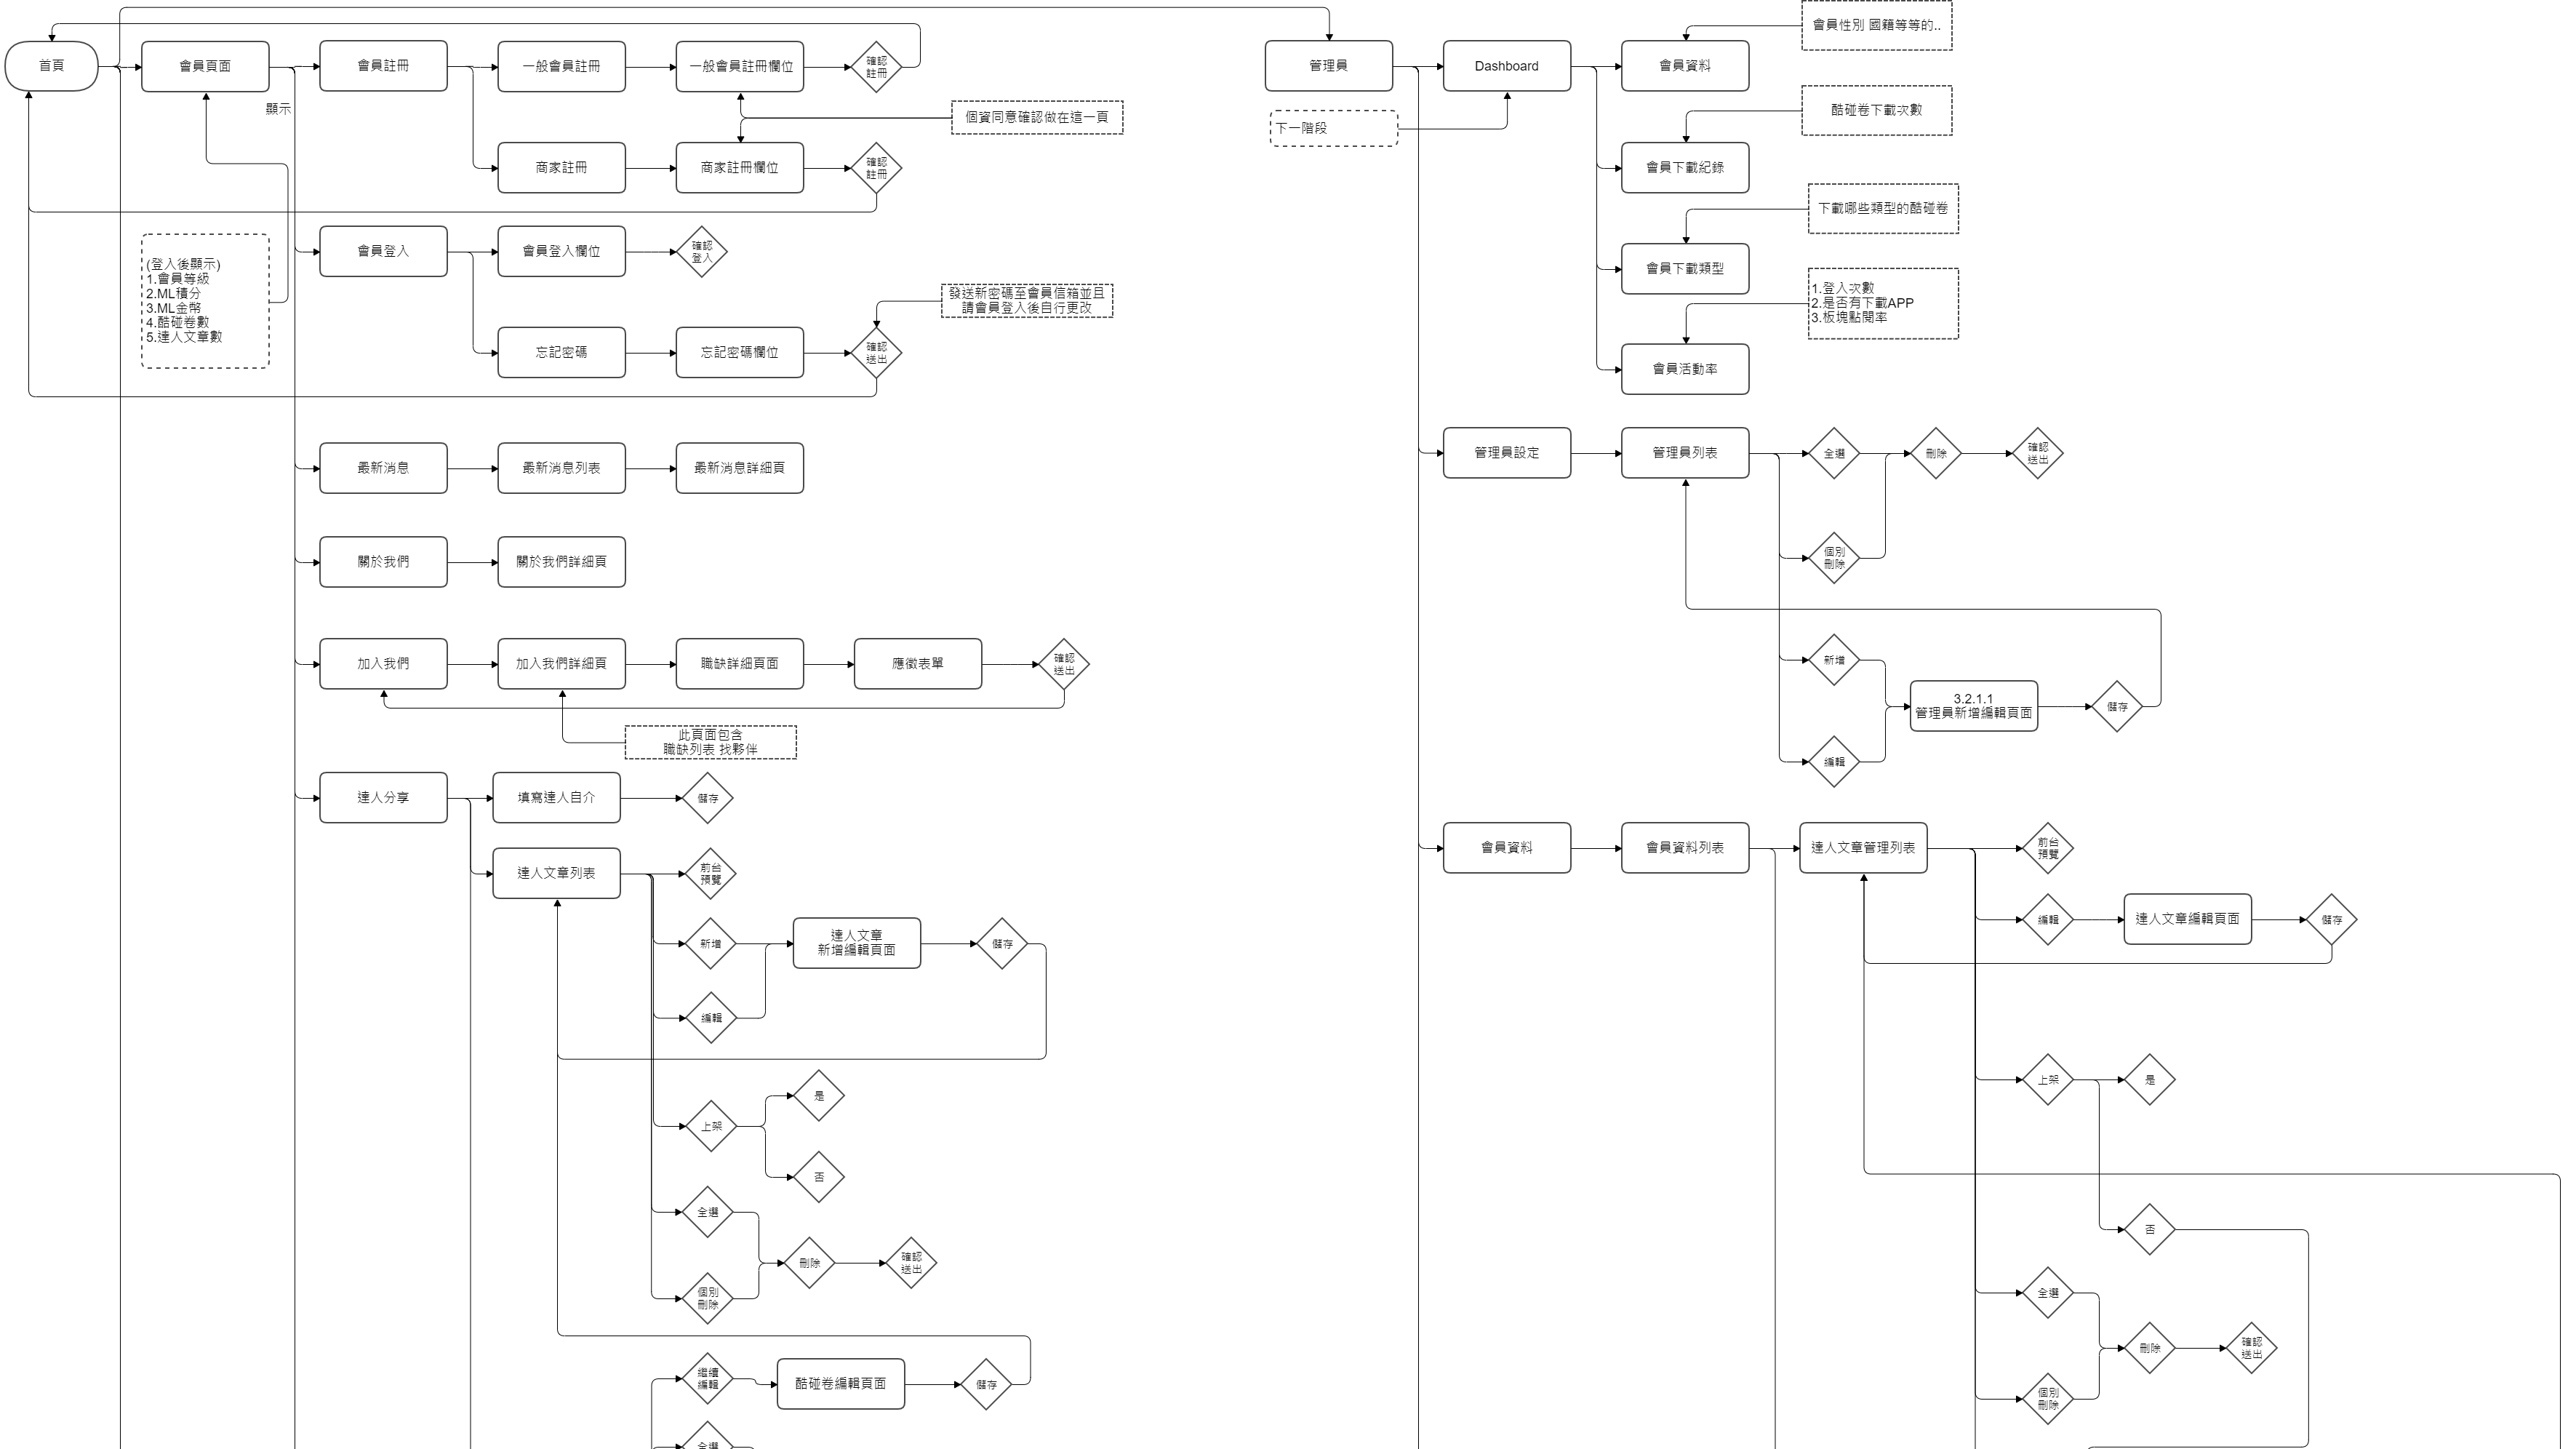 首頁
會員頁面
會員註冊
一般會員註冊
一般會員註冊欄位
確認
註冊
顯示
個資同意確認做在這一頁
商家註冊
商家註冊欄位
確認
註冊
(登入後顯示)
1.會員等級
2.ML積分
3.ML金幣
4.酷碰卷數
5.達人文章數
會員登入
會員登入欄位
確認
登入
發送新密碼至會員信箱並且
請會員登入後自行更改
忘記密碼
忘記密碼欄位
確認
送出
最新消息
最新消息列表
最新消息詳細頁
關於我們
關於我們詳細頁
加入我們
加入我們詳細頁
職缺詳細頁面
應徵表單
確認
送出
此頁面包含
職缺列表 找夥伴
達人分享
填寫達人自介
儲存
達人文章列表
前台
預覽
新增
達人文章
新增編輯頁面
儲存
編輯
是
上架
否
全選
刪除
確認
送出
個別
刪除
繼續
編輯
酷碰卷編輯頁面
儲存
全選
管理員
Dashboard
會員資料
會員性別 國籍等等的..
下一階段
酷碰卷下載次數
會員下載紀錄
下載哪些類型的酷碰卷
會員下載類型
1.登入次數
2.是否有下載APP
3.板塊點閱率
會員活動率
管理員設定
管理員列表
全選
刪除
確認
送出
個別
刪除
新增
3.2.1.1
管理員新增編輯頁面
儲存
編輯
會員資料
會員資料列表
達人文章管理列表
前台
預覽
編輯
達人文章編輯頁面
儲存
上架
是
否
全選
刪除
確認
送出
個別
刪除